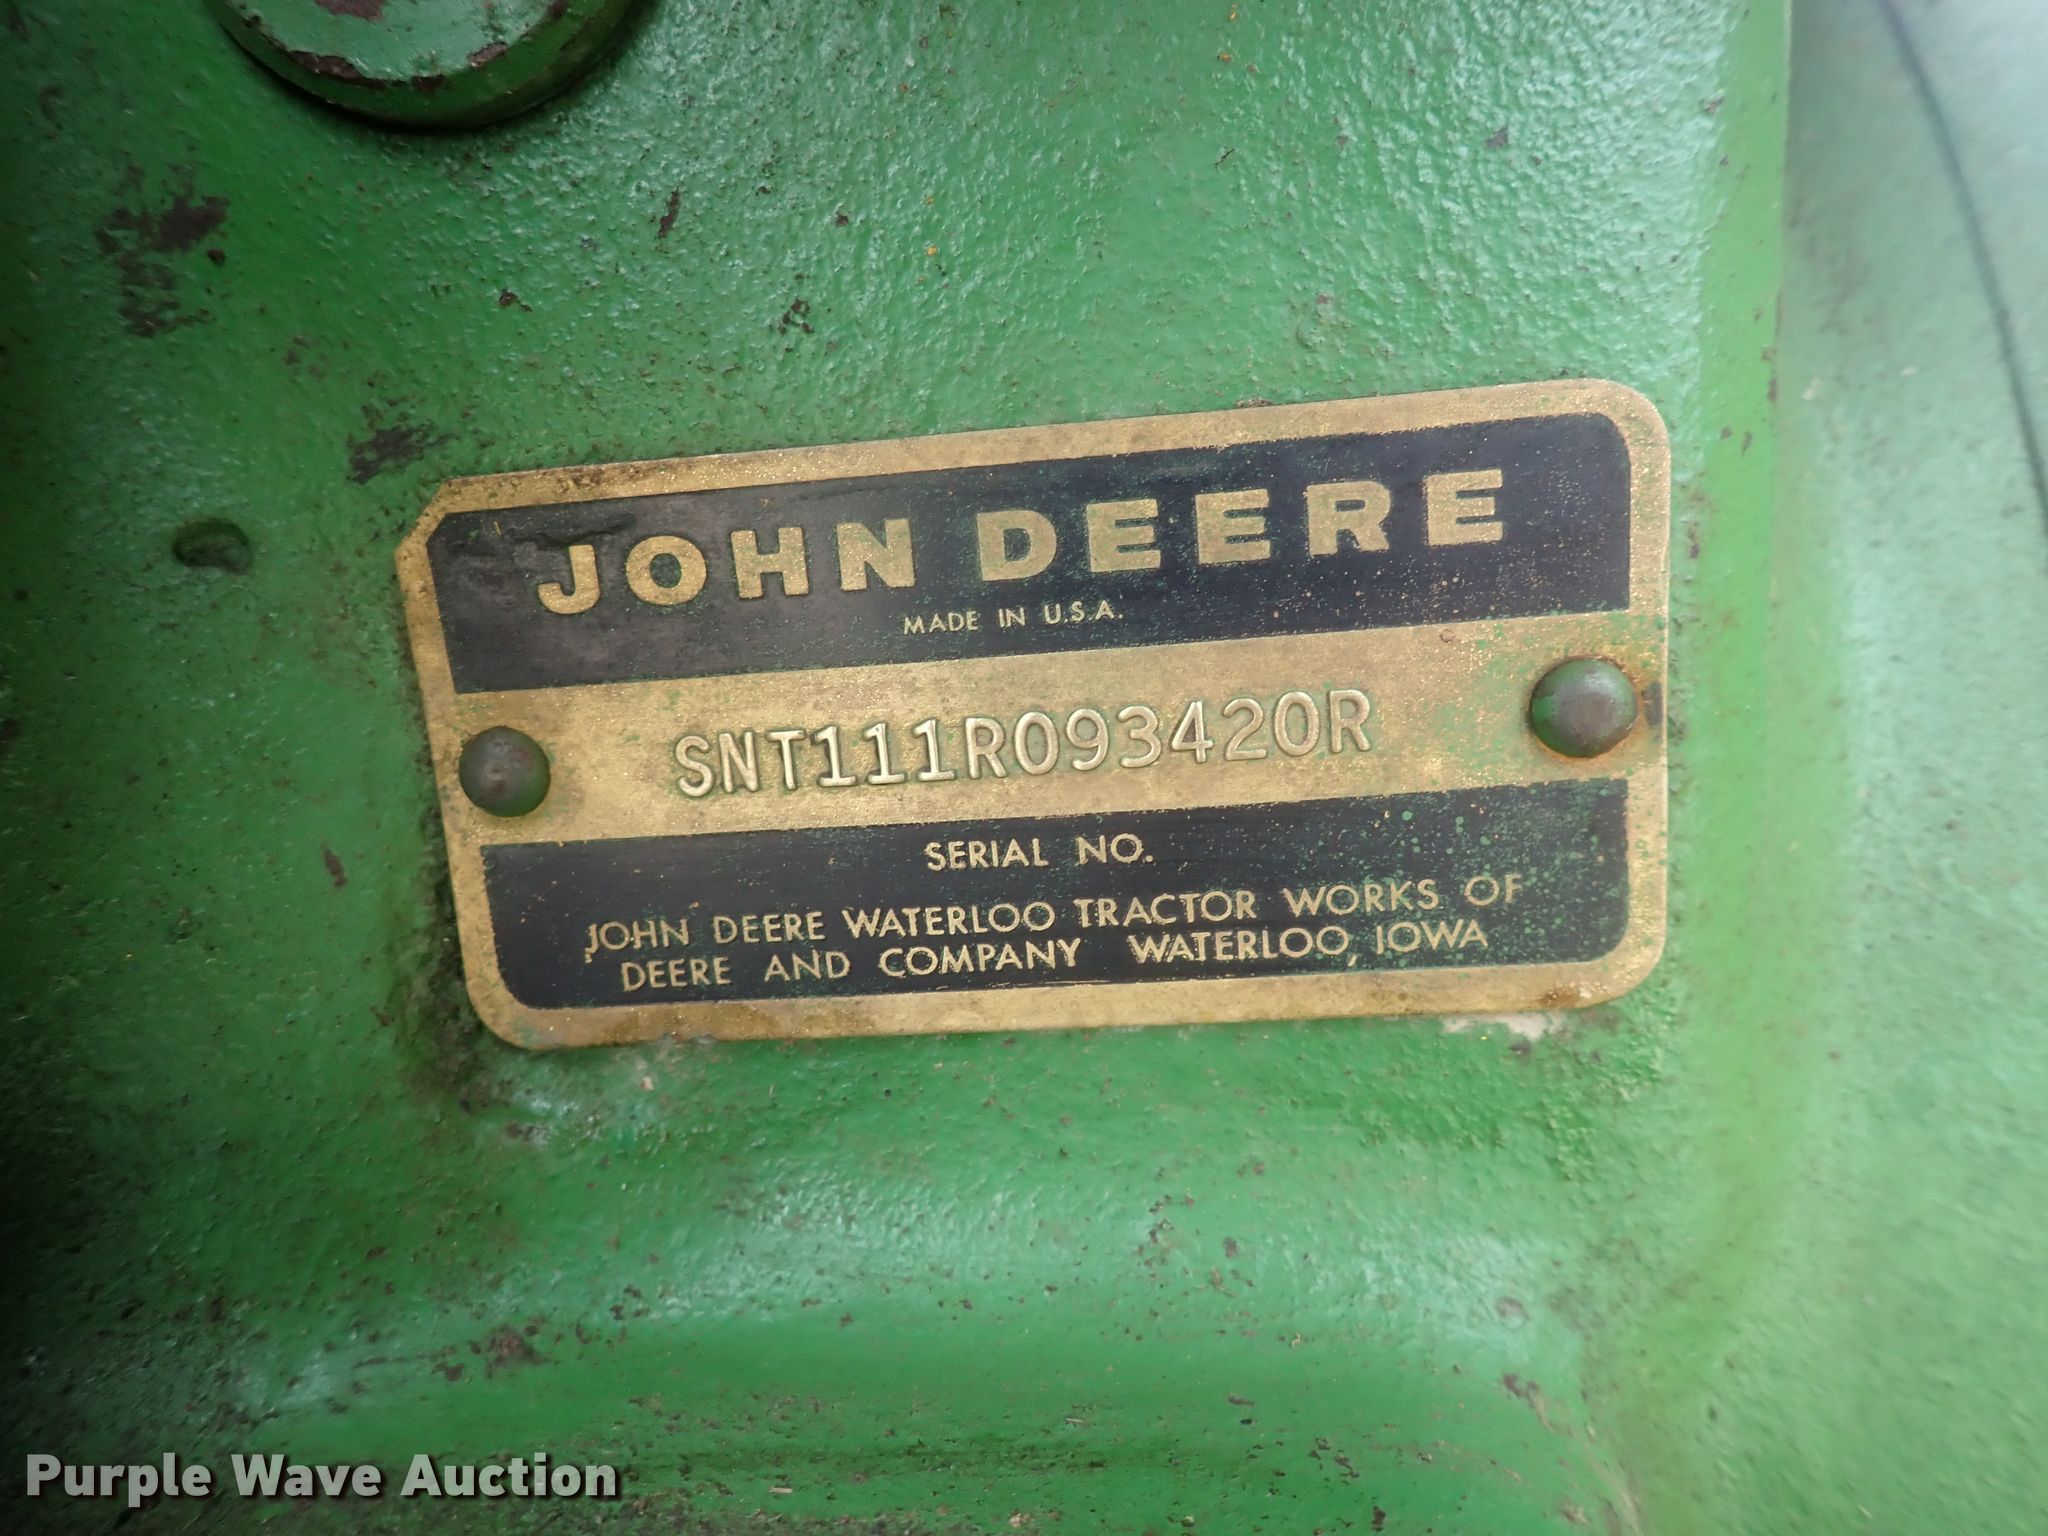 JOHN DEERE
MADE IN U.S.A.
SNT111R093420R
SERIAL NO.
JOHN DEERE WATERLOO TRACTOR WORKS OF
DEERE AND COMPANY WATERLOO, IOWA
Purple Wave Auction